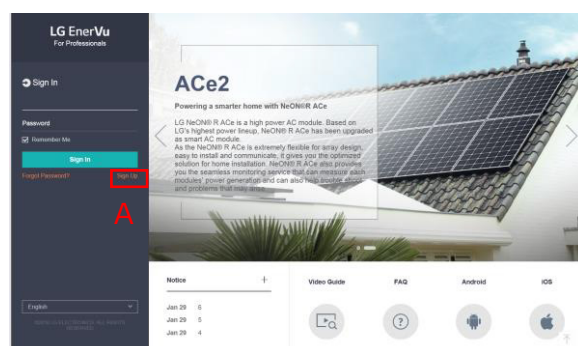 LG EnerVu
For Professionals
Sign In
Password
Remember Me
Sign In
Forgot Password?
Sign Up
A
English
ACe2
Powering a smarter home with NeON®R ACe
LG NeON® R ACe is a high power AC module. Based on
LG's highest power lineup, NeON® R ACe has been upgraded
as smart AC module.
As the NeON® R ACe is extremely flexible for array design,
easy to install and communicate, it gives you the optimized
solution for home installation. NeON® R ACe also provides
you the seamless monitoring service that can measure each
modules' power generation and can also help trouble shoot
and problems that may arise.
Notice
Jan 29 6
Jan 29 5
Jan 29 4
Video Guide
FAQ
Android
iOS